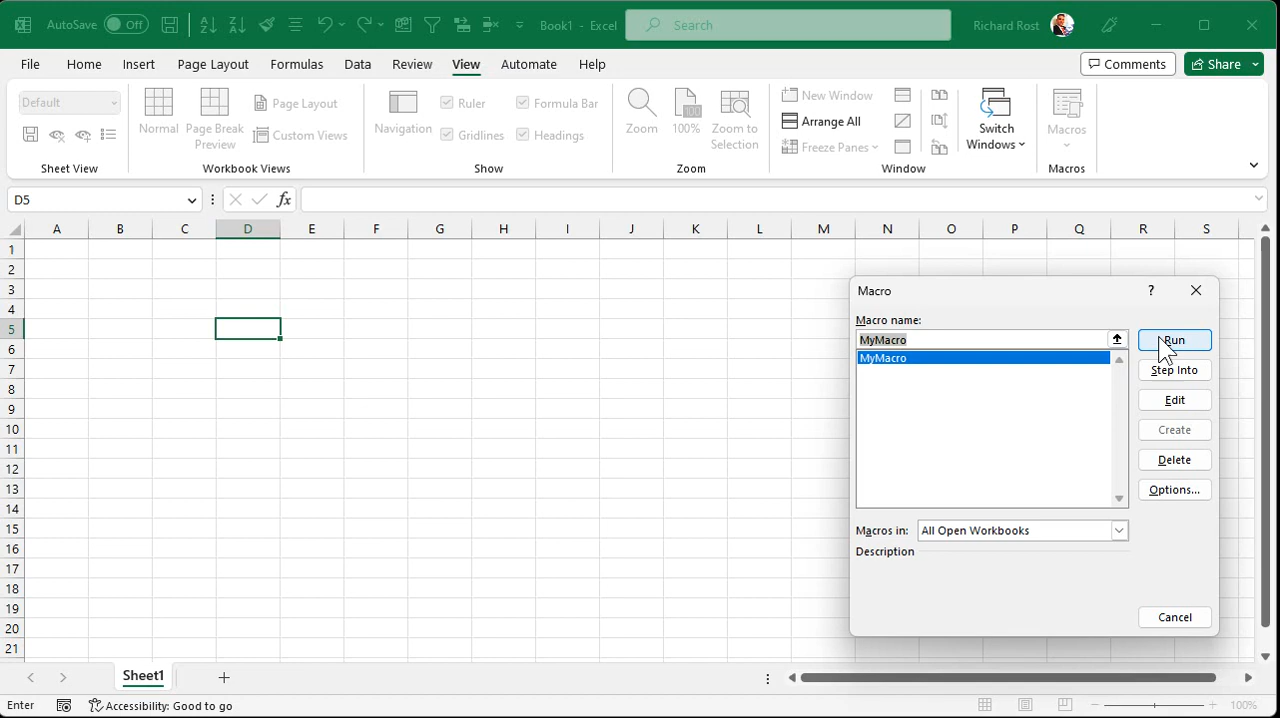 AutoSave Off Book1 - Excel Search Richard Rost
File Home Insert Page Layout Formulas Data Review View Automate Help Comments Share
Default Normal Page Break Preview Page Layout Custom Views Navigation Ruler Formula Bar Gridlines Headings Zoom 100% Zoom to Selection New Window Arrange All Freeze Panes Switch Windows Macros
Sheet View Workbook Views Show Zoom Window Macros
D5 fx
A B C D E F G H I J K L M N O P Q R S
1
2
3
4
5
6
7
8
9
10
11
12
13
14
15
16
17
18
19
20
21
Macro ?
Macro name:
MyMacro Run
MyMacro
Step Into
Edit
Create
Delete
Options...
Macros in: All Open Workbooks
Description
Cancel
Sheet1
Enter Accessibility: Good to go 100%